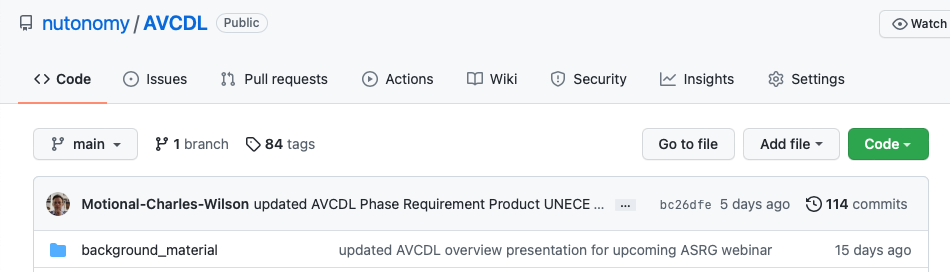 nutonomy / AVCDL Public Watch
Code Issues Pull requests Actions Wiki Security Insights Settings
main 1 branch 84 tags Go to file Add file Code
Motional-Charles-Wilson updated AVCDL Phase Requirement Product UNECE ... ... bc26dfe 5 days ago 114 commits
background_material updated AVCDL overview presentation for upcoming ASRG webinar 15 days ago